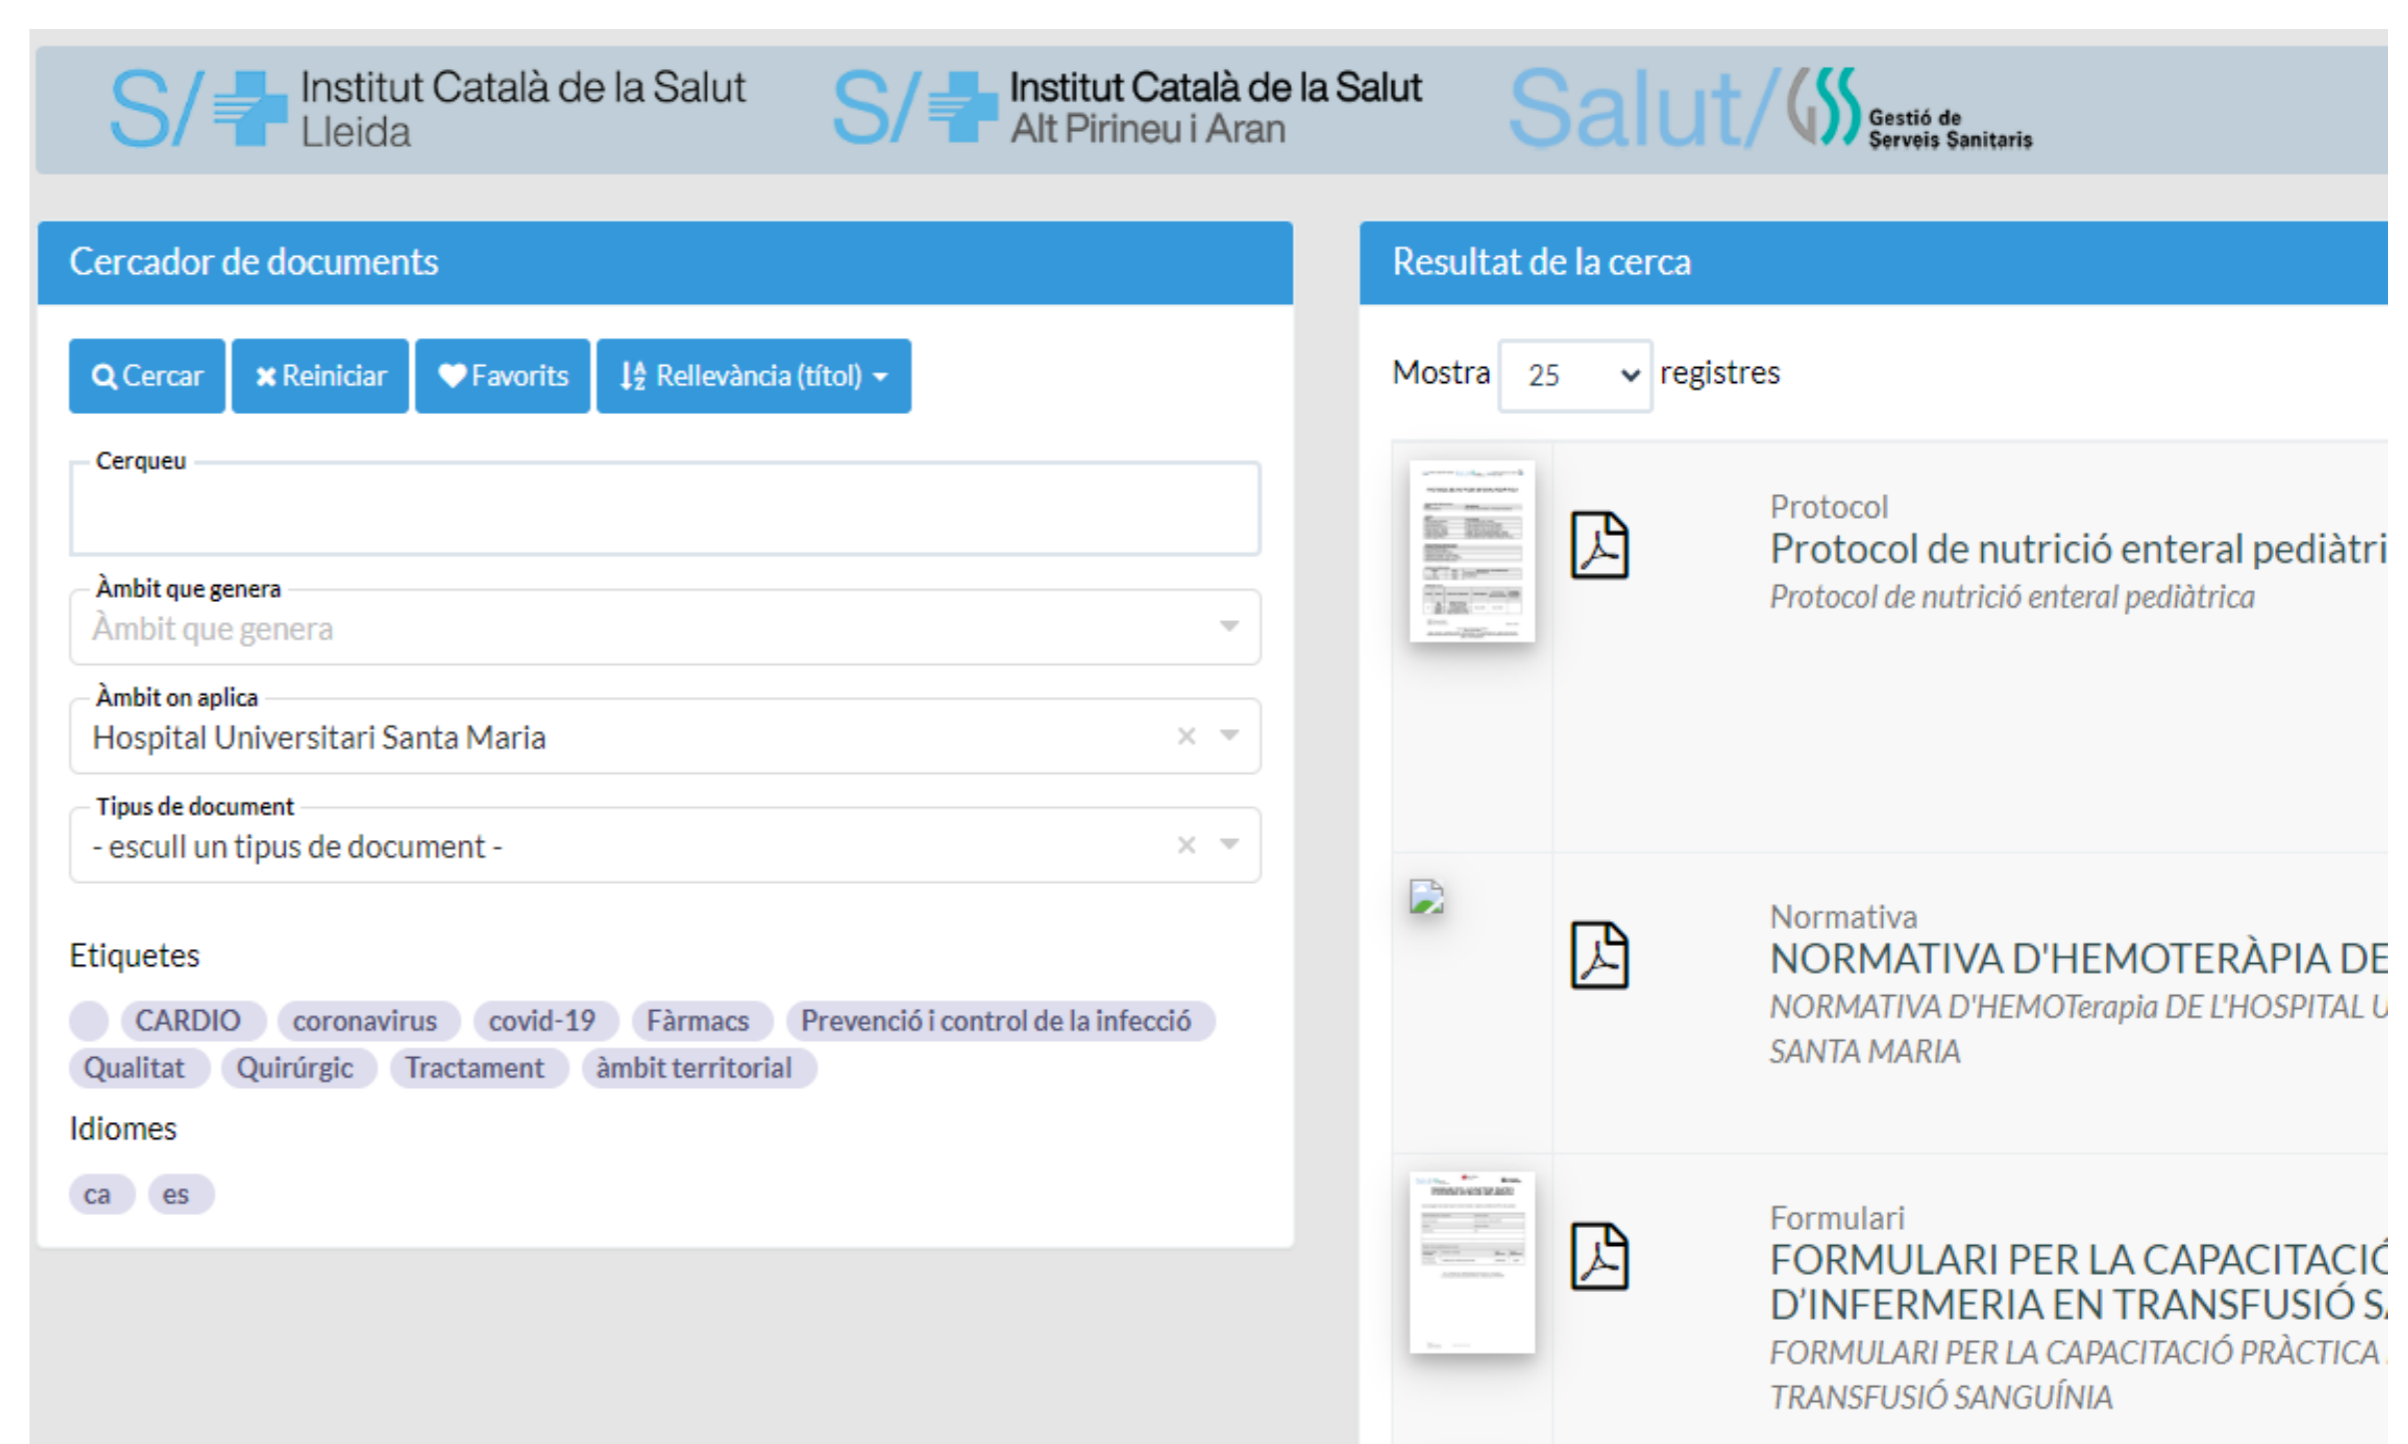 S/ Institut Català de la Salut
Lleida
S/ Institut Català de la Salut
Alt Pirineu i Aran
Salut/ Gestió de
Serveis Sanitaris
Cercador de documents
Cercar Reiniciar Favorits Rellevància (títol)
Cerqueu
Àmbit que genera
Àmbit que genera
Àmbit on aplica
Hospital Universitari Santa Maria
Tipus de document
- escull un tipus de document -
Etiquetes
CARDIO coronavirus covid-19 Fàrmacs Prevenció i control de la infecció
Qualitat Quirúrgic Tractament àmbit territorial
Idiomes
ca es
Resultat de la cerca
Mostra 25 registres
Protocol
Protocol de nutrició enteral pediàtri
Protocol de nutrició enteral pediàtrica
Normativa
NORMATIVA D'HEMOTERÀPIA DE
NORMATIVA D'HEMOTerapia DE L'HOSPITAL U
SANTA MARIA
Formulari
FORMULARI PER LA CAPACITACIÓ
D'INFERMERIA EN TRANSFUSIÓ SA
FORMULARI PER LA CAPACITACIÓ PRÀCTICA
TRANSFUSIÓ SANGUÍNIA